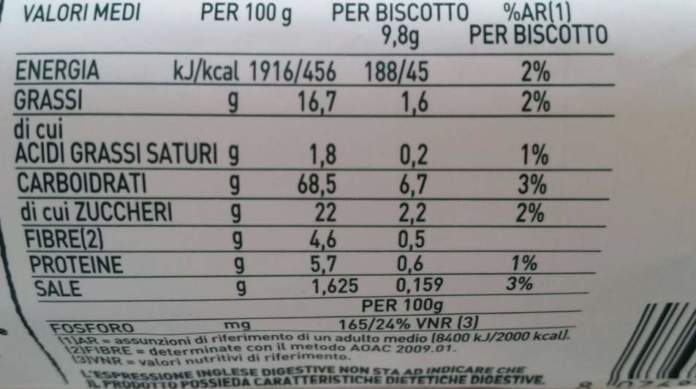 VALORI MEDI PER 100 g PER BISCOTTO %AR(1)
9,8g PER BISCOTTO
ENERGIA kJ/kcal 1916/456 188/45 2%
GRASSI g 16,7 1,6 2%
di cui
ACIDI GRASSI SATURI g 1,8 0,2 1%
CARBOIDRATI g 68,5 6,7 3%
di cui ZUCCHERI g 22 2,2 2%
FIBRE(2) g 4,6 0,5
PROTEINE g 5,7 0,6 1%
SALE g 1,625 0,159 3%
PER 100g
FOSFORO mg 165/24% VNR (3)
(1)AR = assunzioni di riferimento di un adulto medio (8400 kJ/2000 kcal).
(2)FIBRE = determinate con il metodo AOAC 2009.01.
(3)VNR = valori nutritivi di riferimento.
L'ESPRESSIONE INGLESE DIGESTIVE NON STA AD INDICARE CHE
IL PRODOTTO POSSIEDA CARATTERISTICHE DIETETICHE DIGESTIVE.